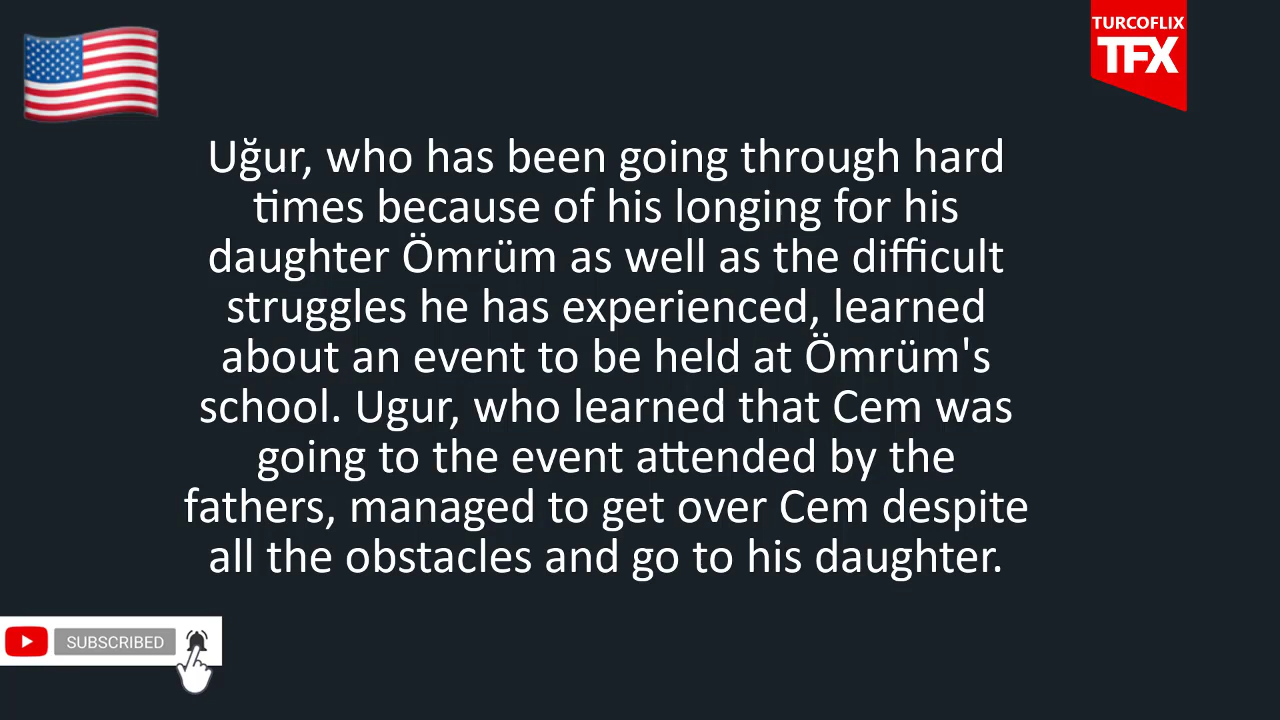 TURCOFLIX
TFX
Uğur, who has been going through hard
times because of his longing for his
daughter Ömrüm as well as the difficult
struggles he has experienced, learned
about an event to be held at Ömrüm's
school. Ugur, who learned that Cem was
going to the event attended by the
fathers, managed to get over Cem despite
all the obstacles and go to his daughter.
SUBSCRIBED